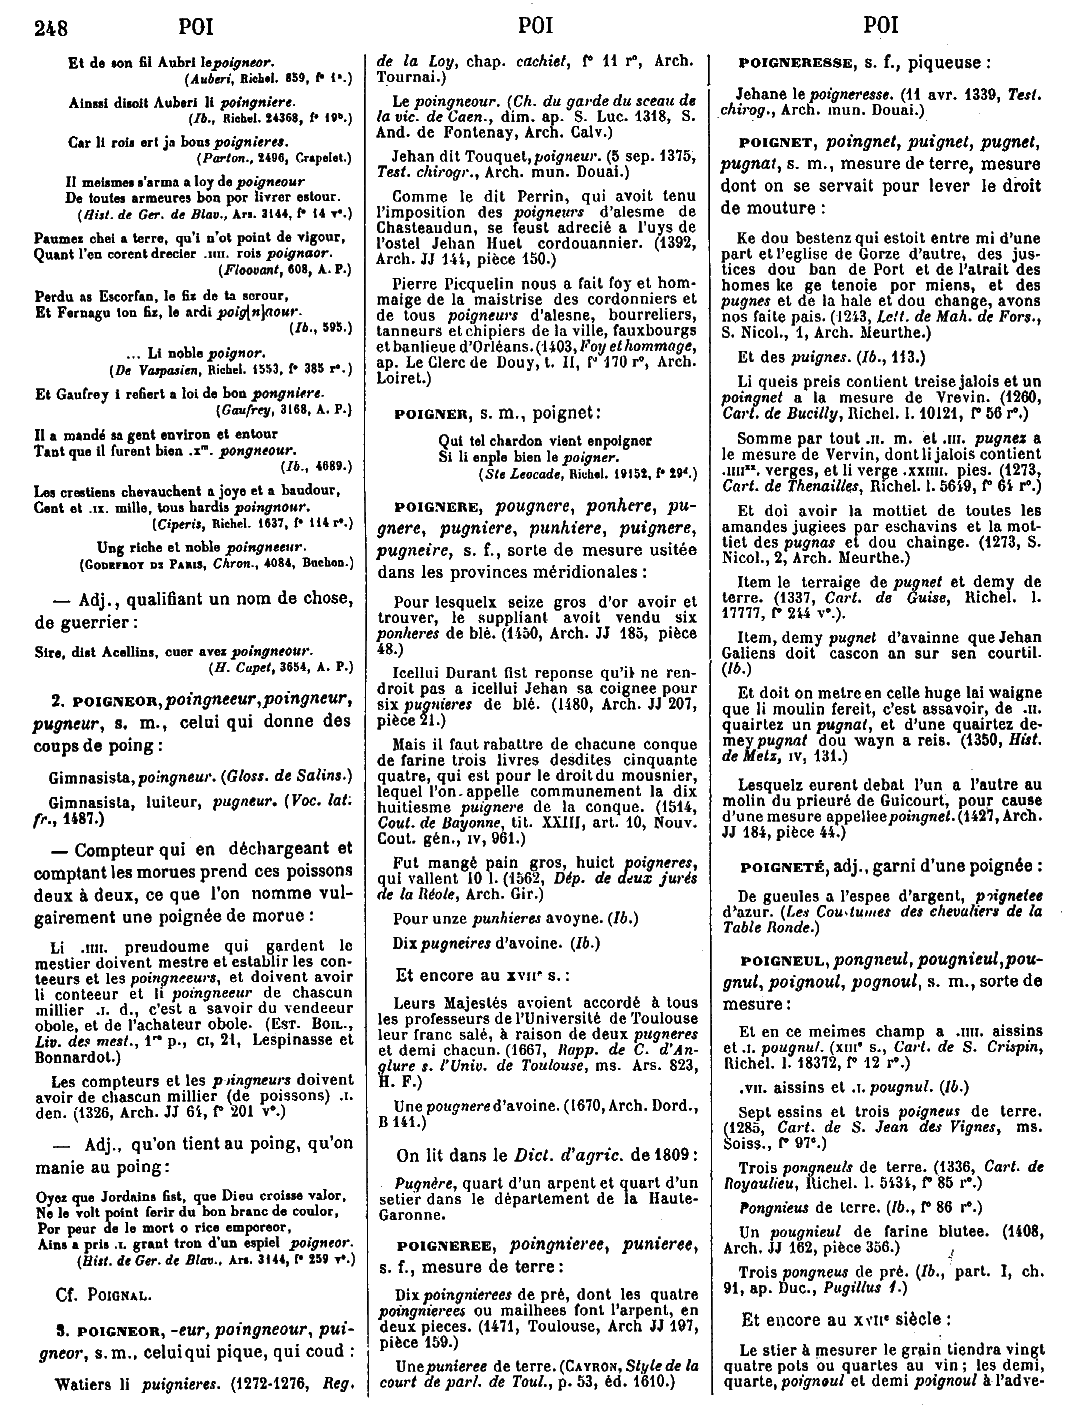 248 POI POI POI
Et de son fil Aubri le poigneor.
(Auberi, Richel. 859, f° 1ª.)
Ainssi disoit Auberi li poingniere.
(Ib., Richel. 24368, f° 19ᵇ.)
Car li rois ert ja bons poignieres.
(Parton., 2496, Crapelet.)
Il meismes s'arma a loy de poigneour
De toutes armeures bon por livrer estour.
(Hist. de Ger. de Blav., Ars. 3144, f° 14 v°.)
Paumez chei a terre, qu'i n'ot point de vigour,
Quant l'en corent drecier .IIII. rois poignaor.
(Floovant, 608, A. P.)
Perdu as Escorfan, le fiz de ta serour,
Et Fernagu ton fiz, le ardi poig[n]aour.
(Ib., 595.)
... Li noble poignor.
(De Vaspasien, Richel. 1553, f° 385 r°.)
Et Gaufrey i refiert a loi de bon pongniere.
(Gaufrey, 3168, A. P.)
Il a mandé sa gent environ et entour
Tant que il furent bien .xᵐ. pongneour.
(Ib., 4689.)
Les crestiens chevauchent a joye et a baudour,
Cent et .IX. mille, tous hardis poingnour.
(Ciperis, Richel. 1637, f° 114 r°.)
Ung riche et noble poingneeur.
(GODEFROY DE PARIS, Chron., 4084, Buchon.)
— Adj., qualifiant un nom de chose,
de guerrier :
Sire, dist Acellins, cuer avez poingneour.
(H. Capet, 3654, A. P.)
2. POIGNEOR, poingneeur, poingneur,
pugneur, s. m., celui qui donne des
coups de poing :
Gimnasista, poingneur. (Gloss. de Salins.)
Gimnasista, luiteur, pugneur. (Voc. lat.
fr., 1487.)
— Compteur qui en déchargeant et
comptant les morues prend ces poissons
deux à deux, ce que l'on nomme vul-
gairement une poignée de morue :
Li .IIII. preudoume qui gardent le
mestier doivent mestre et establir les con-
teeurs et les poingneeurs, et doivent avoir
li conteeur et li poingneeur de chascun
millier .I. d., c'est a savoir du vendeeur
obole, et de l'achateur obole. (EST. BOIL.,
Liv. des mest., 1ʳᵉ p., CI, 21, Lespinasse et
Bonnardot.)
Les compteurs et les poingneurs doivent
avoir de chascun millier (de poissons) .I.
den. (1326, Arch. JJ 64, f° 201 v°.)
— Adj., qu'on tient au poing, qu'on
manie au poing :
Oyez que Jordains fist, que Dieu croisse valor,
Ne le volt point ferir du bon branc de coulor,
Por peur de le mort o rice empereor,
Ains a pris .I. grant tron d'un espiel poigneor.
(Hist. de Ger. de Blav., Ars. 3144, f° 259 v°.)
Cf. POIGNAL.
3. POIGNEOR, -eur, poingneour, pui-
gneor, s. m., celui qui pique, qui coud :
Watiers li puignieres. (1272-1276, Reg.
de la Loy, chap. cachiet, f° 11 r°, Arch.
Tournai.)
Le poingneour. (Ch. du garde du sceau de
la vic. de Caen., dim. ap. S. Luc. 1318, S.
And. de Fontenay, Arch. Calv.)
Jehan dit Touquet, poigneur. (5 sep. 1375,
Test. chirogr., Arch. mun. Douai.)
Comme le dit Perrin, qui avoit tenu
l'imposition des poigneurs d'alesme de
Chasteaudun, se feust adrecié a l'uys de
l'ostel Jehan Huet cordouannier. (1392,
Arch. JJ 144, pièce 150.)
Pierre Picquelin nous a fait foy et hom-
maige de la maistrise des cordonniers et
de tous poigneurs d'alesne, bourreliers,
tanneurs et chipiers de la ville, fauxbourgs
et banlieue d'Orléans. (1403, Foy et hommage,
ap. Le Clerc de Douy, t. II, f° 170 r°, Arch.
Loiret.)
POIGNER, s. m., poignet :
Qui tel chardon vient enpoigner
Si li enple bien le poigner.
(Ste Leocade, Richel. 19152, f° 29ᵈ.)
POIGNERE, pougnere, ponhere, pu-
gnere, pugniere, punhiere, puignere,
pugneire, s. f., sorte de mesure usitée
dans les provinces méridionales :
Pour lesquelx seize gros d'or avoir et
trouver, le suppliant avoit vendu six
ponheres de blé. (1450, Arch. JJ 185, pièce
48.)
Icellui Durant fist reponse qu'il ne ren-
droit pas a icellui Jehan sa coignee pour
six pugnieres de blé. (1480, Arch. JJ 207,
pièce 21.)
Mais il faut rabattre de chacune conque
de farine trois livres desdites cinquante
quatre, qui est pour le droit du mousnier,
lequel l'on appelle communement la dix
huitiesme puignere de la conque. (1514,
Cout. de Bayonne, tit. XXIII, art. 10, Nouv.
Cout. gén., IV, 961.)
Fut mangé pain gros, huict poigneres,
qui vallent 10 l. (1562, Dép. de deux jurés
de la Réole, Arch. Gir.)
Pour unze punhieres avoyne. (Ib.)
Dix pugneires d'avoine. (Ib.)
Et encore au XVIIᵉ s. :
Leurs Majestés avoient accordé à tous
les professeurs de l'Université de Toulouse
leur franc salé, à raison de deux pugneres
et demi chacun. (1667, Rapp. de C. d'An-
glure s. l'Univ. de Toulouse, ms. Ars. 823,
H. F.)
Une pougnere d'avoine. (1670, Arch. Dord.,
B 141.)
On lit dans le Dict. d'agric. de 1809 :
Pugnère, quart d'un arpent et quart d'un
setier dans le département de la Haute-
Garonne.
POIGNEREE, poingnieree, punieree,
s. f., mesure de terre :
Dix poingnierees de pré, dont les quatre
poingnierees ou mailhees font l'arpent, en
deux pieces. (1471, Toulouse, Arch JJ 197,
pièce 159.)
Une punieree de terre. (CAYRON, Style de la
court de parl. de Toul., p. 53, éd. 1610.)
POIGNERESSE, s. f., piqueuse :
Jehane le poigneresse. (11 avr. 1339, Test.
chirog., Arch. mun. Douai.)
POIGNET, poingnet, puignet, pugnet,
pugnat, s. m., mesure de terre, mesure
dont on se servait pour lever le droit
de mouture :
Ke dou bestenz qui estoit entre mi d'une
part et l'eglise de Gorze d'autre, des jus-
tices dou ban de Port et de l'atrait des
homes ke ge tenoie por miens, et des
pugnes et de la hale et dou change, avons
nos faite pais. (1243, Lett. de Mah. de Fors.,
S. Nicol., 1, Arch. Meurthe.)
Et des puignes. (Ib., 113.)
Li queis preis contient treise jalois et un
poingnet a la mesure de Vrevin. (1260,
Cart. de Bucilly, Richel. l. 10121, f° 56 r°.)
Somme par tout .II. m. et .III. pugnez a
le mesure de Vervin, dont li jalois contient
.IIIIˣˣ. verges, et li verge .XXIIII. pies. (1273,
Cart. de Thenailles, Richel. l. 5649, f° 64 r°.)
Et doi avoir la mottiet de toutes les
amandes jugiees par eschavins et la mot-
tiet des pugnas et dou chainge. (1273, S.
Nicol., 2, Arch. Meurthe.)
Item le terraige de pugnet et demy de
terre. (1337, Cart. de Guise, Richel. l.
17777, f° 244 v°.).
Item, demy pugnet d'avainne que Jehan
Galiens doit cascon an sur sen courtil.
(Ib.)
Et doit on metre en celle huge lai waigne
que li moulin fereit, c'est assavoir, de .II.
quairtez un pugnat, et d'une quairtez de-
mey pugnat dou wayn a reis. (1350, Hist.
de Metz, IV, 131.)
Lesquelz eurent debat l'un a l'autre au
molin du prieuré de Guicourt, pour cause
d'une mesure appellee poingnet. (1427, Arch.
JJ 184, pièce 44.)
POIGNETÉ, adj., garni d'une poignée :
De gueules a l'espee d'argent, poignetee
d'azur. (Les Coustumes des chevaliers de la
Table Ronde.)
POIGNEUL, pongneul, pougnieul, pou-
gnul, poignoul, pognoul, s. m., sorte de
mesure :
Et en ce meimes champ a .IIII. aissins
et .I. pougnul. (XIIIᵉ s., Cart. de S. Crispin,
Richel. l. 18372, f° 12 r°.)
.VII. aissins et .I. pougnul. (Ib.)
Sept essins et trois poigneus de terre.
(1285, Cart. de S. Jean des Vignes, ms.
Soiss., f° 97ᵉ.)
Trois pongneuls de terre. (1336, Cart. de
Royaulieu, Richel. l. 5434, f° 85 r°.)
Pongnieus de terre. (Ib., f° 86 r°.)
Un pougnieul de farine blutee. (1408,
Arch. JJ 162, pièce 356.)
Trois pongneus de pré. (Ib., part. I, ch.
91, ap. Duc., Pugillus 1.)
Et encore au XVIIᵉ siècle :
Le stier à mesurer le grain tiendra vingt
quatre pots ou quartes au vin ; les demi,
quarte, poignoul et demi poignoul à l'adve-